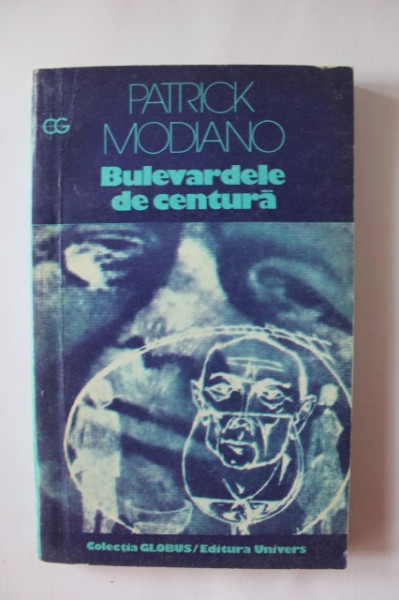 PATRICK
CG
MODIANO
Bulevardele
de centură
Colecția GLOBUS/Editura Univers